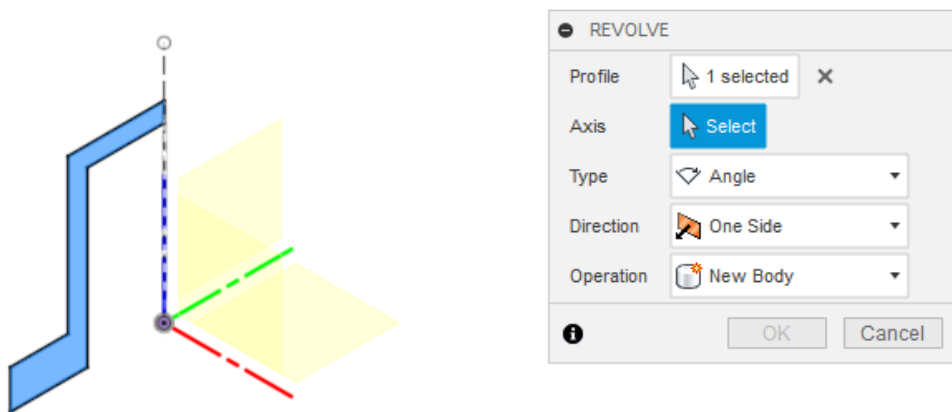 REVOLVE
Profile 1 selected
Axis Select
Type Angle
Direction One Side
Operation New Body
OK Cancel